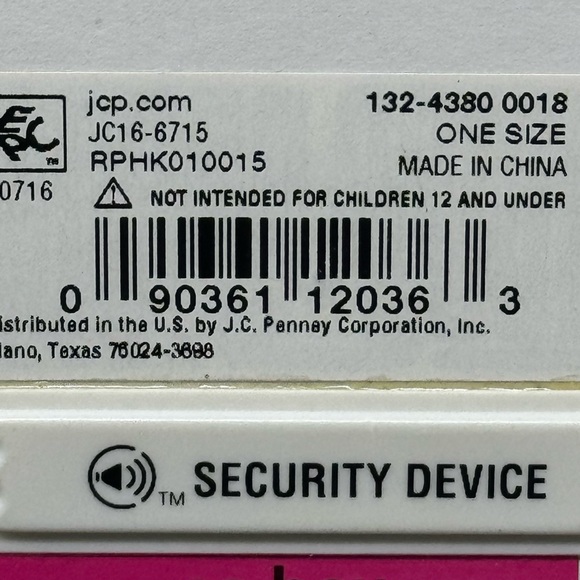 EPC™
jcp.com 132-4380 0018
JC16-6715 ONE SIZE
RPHK010015 MADE IN CHINA
0716
NOT INTENDED FOR CHILDREN 12 AND UNDER
0 90361 12036 3
istributed in the U.S. by J.C. Penney Corporation, Inc.
lano, Texas 75024-3698
TM SECURITY DEVICE